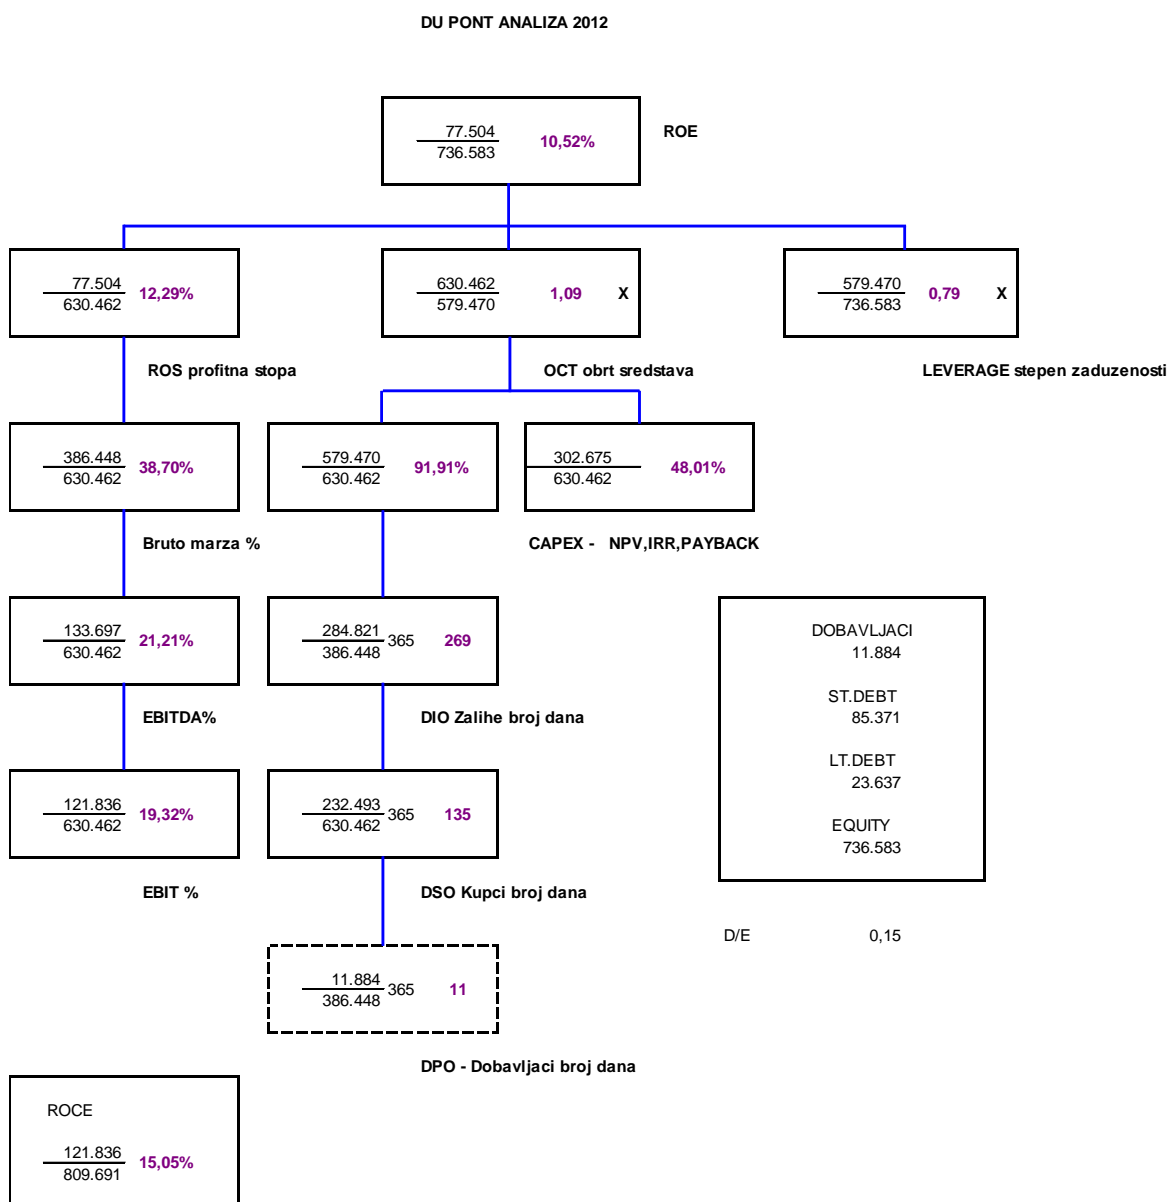 DU PONT ANALIZA 2012
77.504
736.583
10,52%
ROE
77.504
630.462
12,29%
630.462
579.470
1,09 X
579.470
736.583
0,79 X
ROS profitna stopa
OCT obrt sredstava
LEVERAGE stepen zaduzenosti
386.448
630.462
38,70%
579.470
630.462
91,91%
302.675
630.462
48,01%
Bruto marza %
CAPEX - NPV,IRR,PAYBACK
133.697
630.462
21,21%
284.821
386.448
365 269
EBITDA%
DIO Zalihe broj dana
121.836
630.462
19,32%
232.493
630.462
365 135
EBIT %
DSO Kupci broj dana
DOBAVLJACI
11.884
ST.DEBT
85.371
LT.DEBT
23.637
EQUITY
736.583
D/E 0,15
11.884
386.448
365 11
DPO - Dobavljaci broj dana
ROCE
121.836
809.691
15,05%